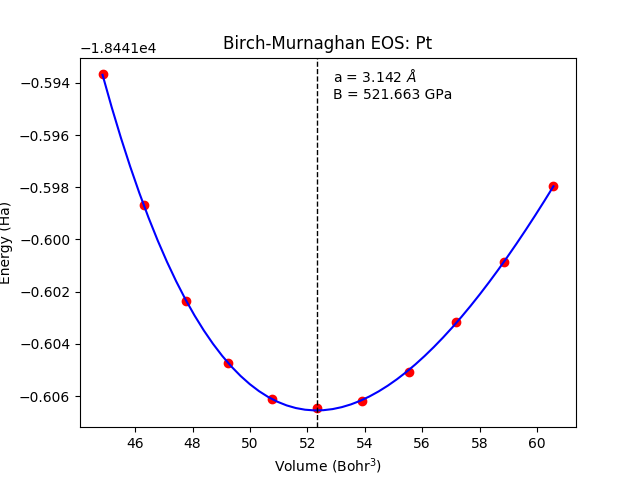 Birch-Murnaghan EOS: Pt
−1.8441e4
a = 3.142 Å
B = 521.663 GPa
−0.594
−0.596
−0.598
−0.600
−0.602
−0.604
−0.606
Energy (Ha)
46 48 50 52 54 56 58 60
Volume (Bohr³)